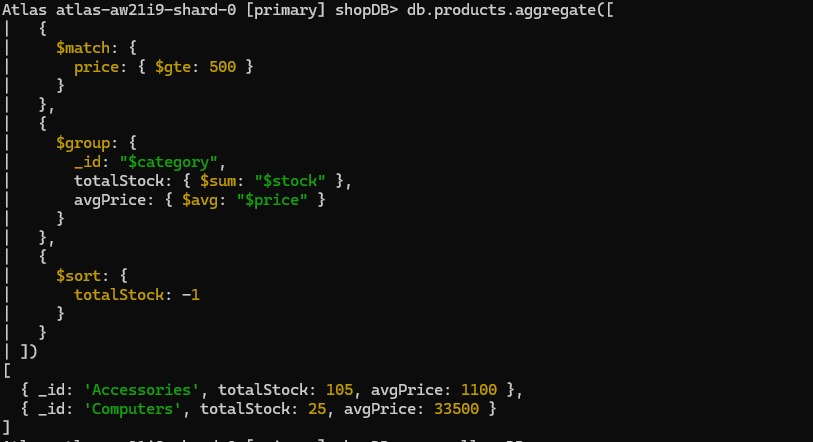 Atlas atlas-aw21i9-shard-0 [primary] shopDB> db.products.aggregate([
|   {
|     $match: {
|       price: { $gte: 500 }
|     }
|   },
|   {
|     $group: {
|       _id: "$category",
|       totalStock: { $sum: "$stock" },
|       avgPrice: { $avg: "$price" }
|     }
|   },
|   {
|     $sort: {
|       totalStock: -1
|     }
|   }
| ])
[
  { _id: 'Accessories', totalStock: 105, avgPrice: 1100 },
  { _id: 'Computers', totalStock: 25, avgPrice: 33500 }
]